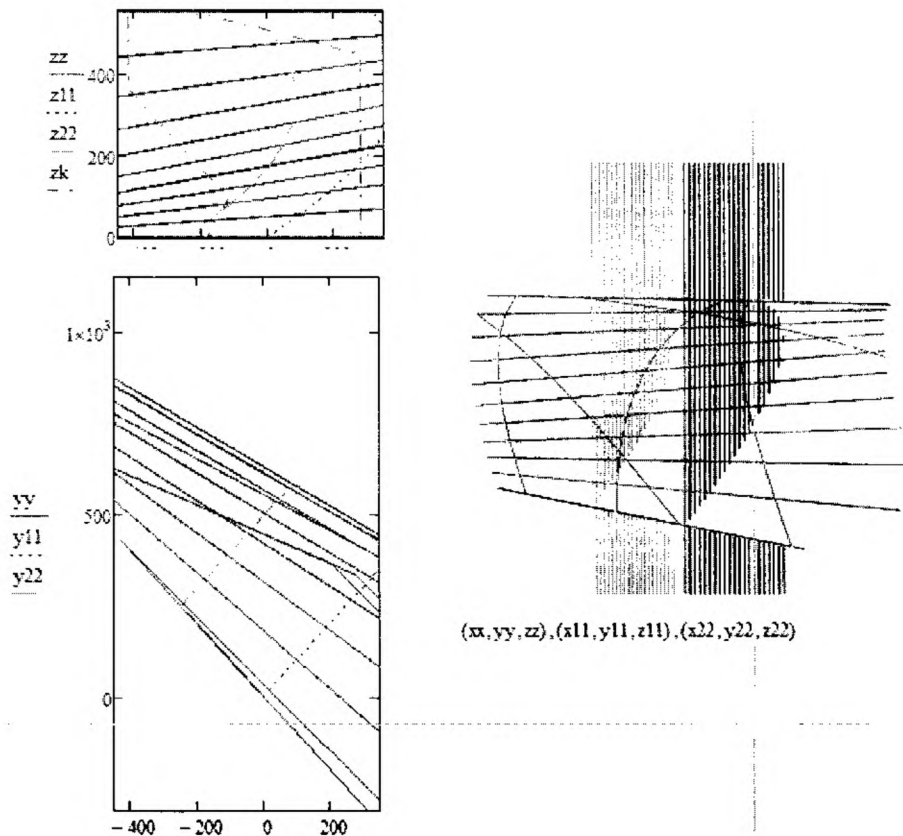 zz
z11
z22
zk
400
200
0
1×10³
500
0
yy
y11
y22
−400 −200 0 200
(xx,yy,zz),(x11,y11,z11),(x22,y22,z22)